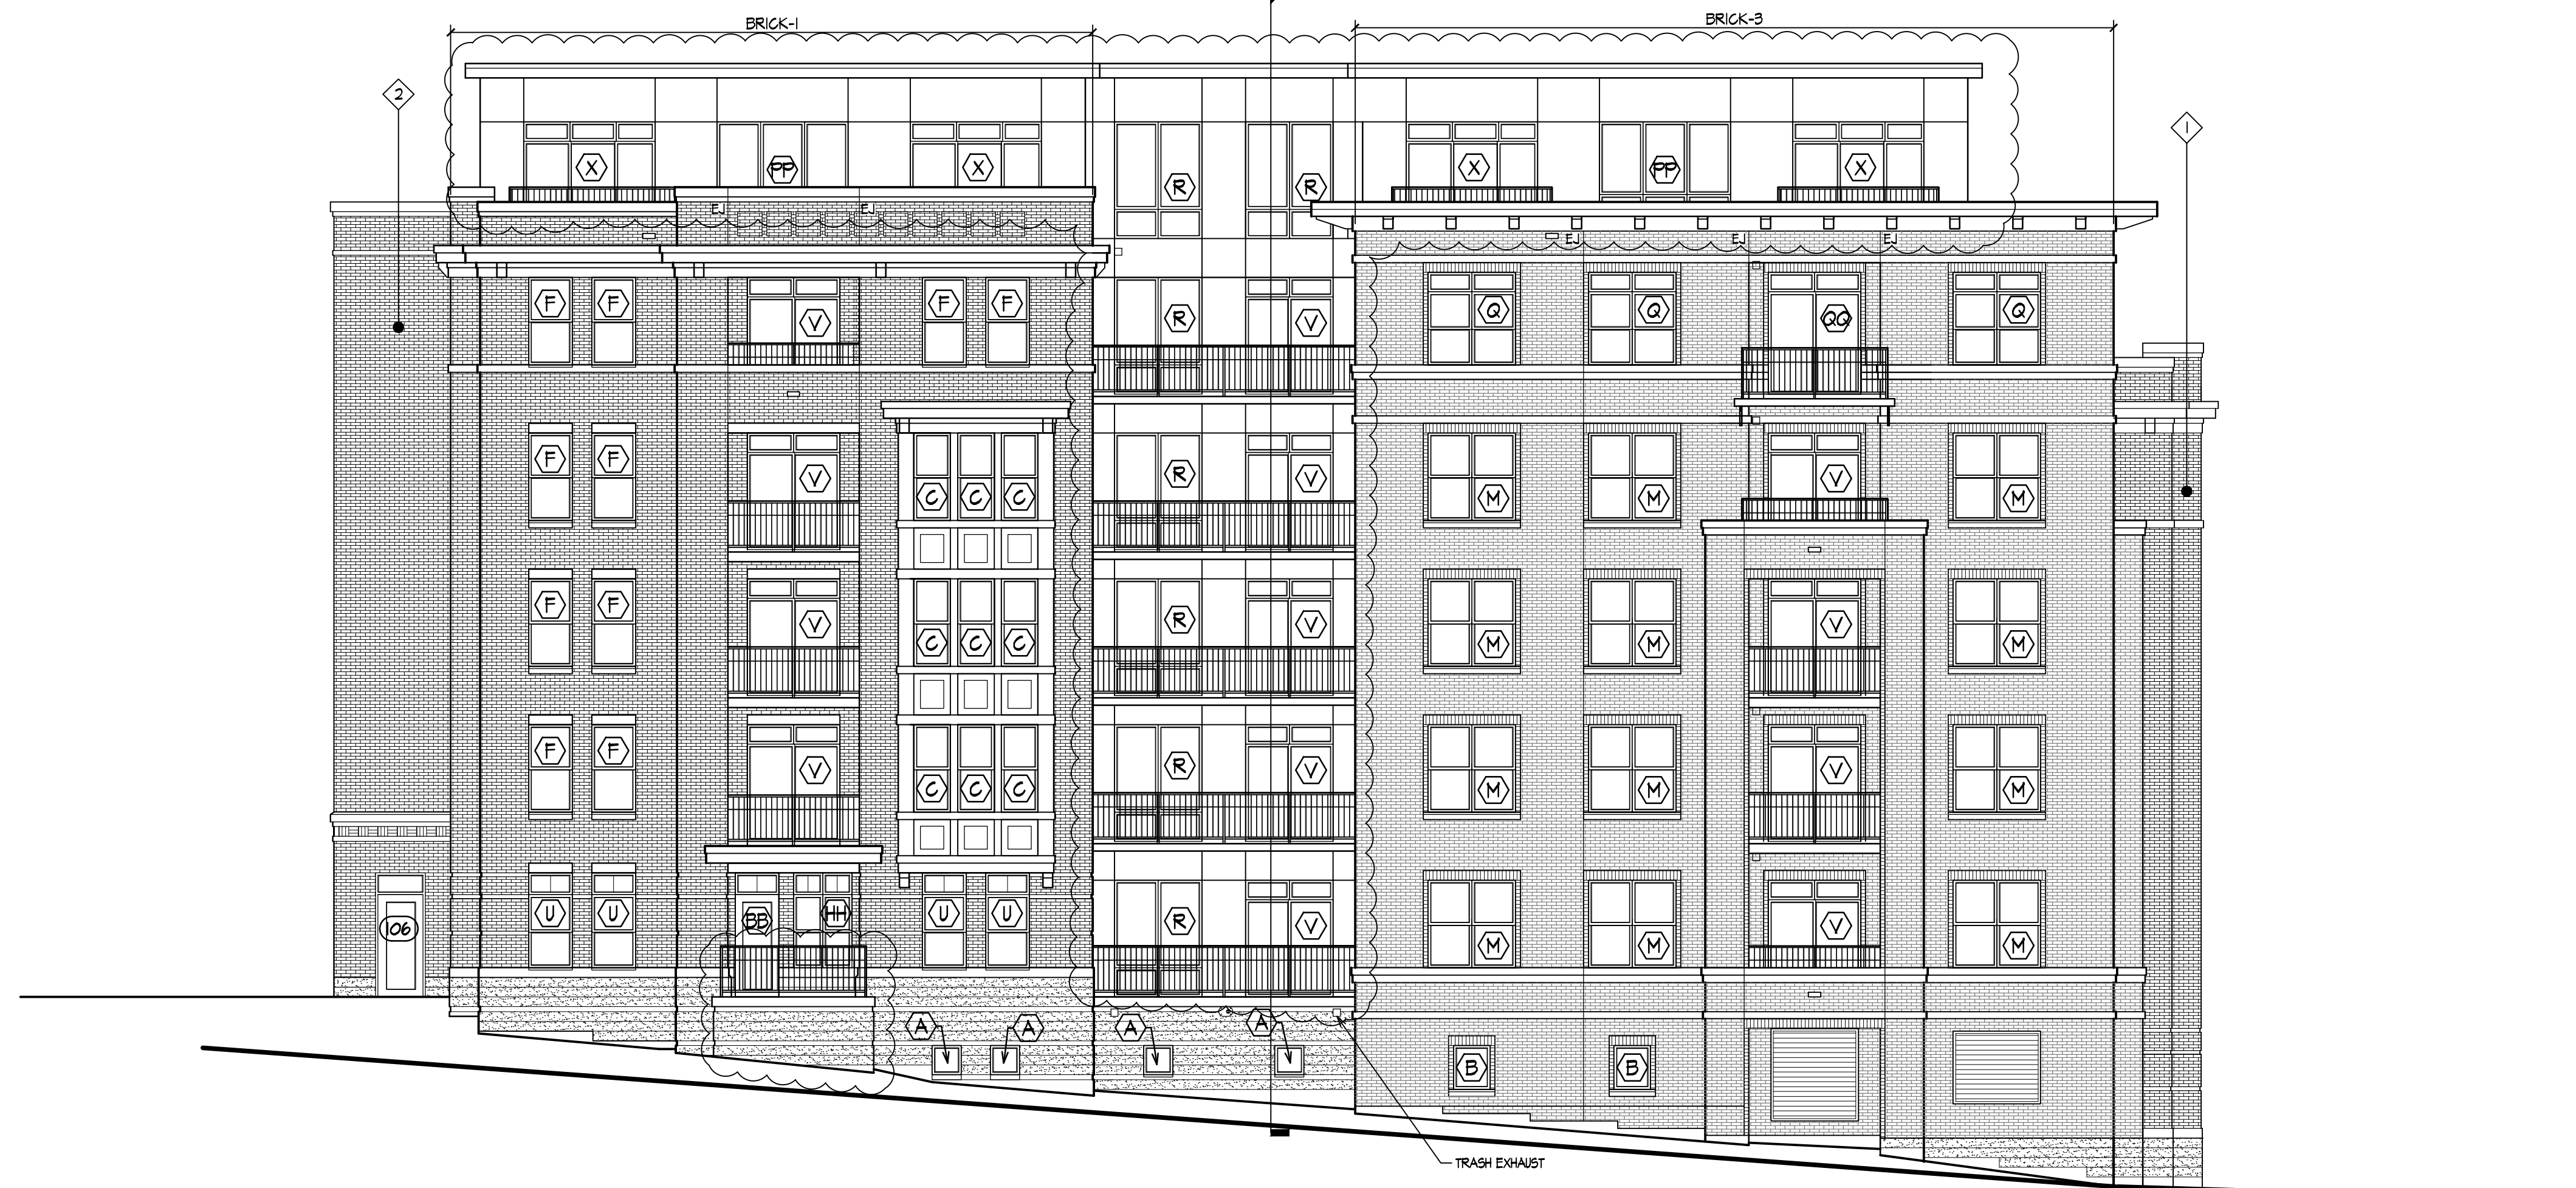 BRICK-1
BRICK-3
2
1
X PP X R R X PP X
EJ EJ
EJ EJ EJ
F F V F F R V Q Q QQ Q
F F V C C C R V M M V M
F F V C C C R V M M V M
F F V C C C R V M M V M
U U BB HH U U R V M M V M
106
A A A A
B B
TRASH EXHAUST